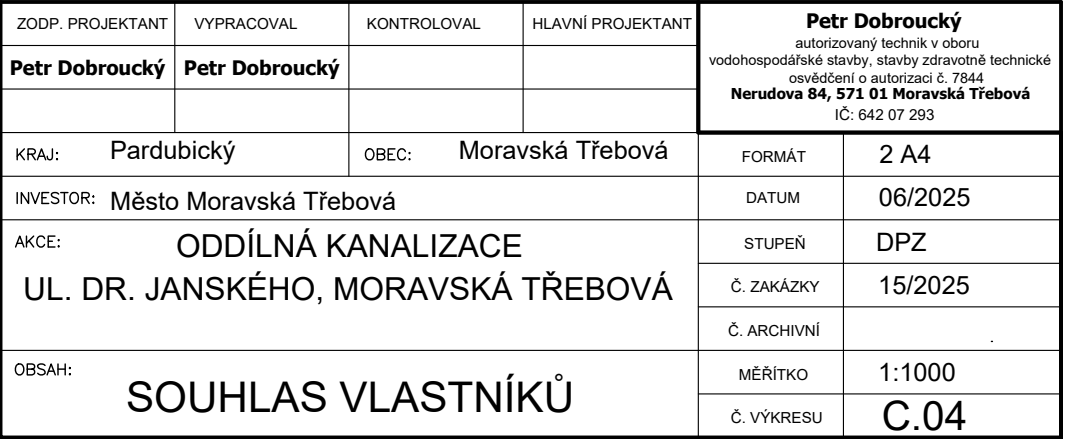 ZODP. PROJEKTANT VYPRACOVAL KONTROLOVAL HLAVNÍ PROJEKTANT
Petr Dobroucký Petr Dobroucký
Petr Dobroucký
autorizovaný technik v oboru
vodohospodářské stavby, stavby zdravotně technické
osvědčení o autorizaci č. 7844
Nerudova 84, 571 01 Moravská Třebová
IČ: 642 07 293
KRAJ: Pardubický OBEC: Moravská Třebová
INVESTOR: Město Moravská Třebová
AKCE: ODDÍLNÁ KANALIZACE
UL. DR. JANSKÉHO, MORAVSKÁ TŘEBOVÁ
OBSAH: SOUHLAS VLASTNÍKŮ
FORMÁT 2 A4
DATUM 06/2025
STUPEŇ DPZ
Č. ZAKÁZKY 15/2025
Č. ARCHIVNÍ .
MĚŘÍTKO 1:1000
Č. VÝKRESU C.04